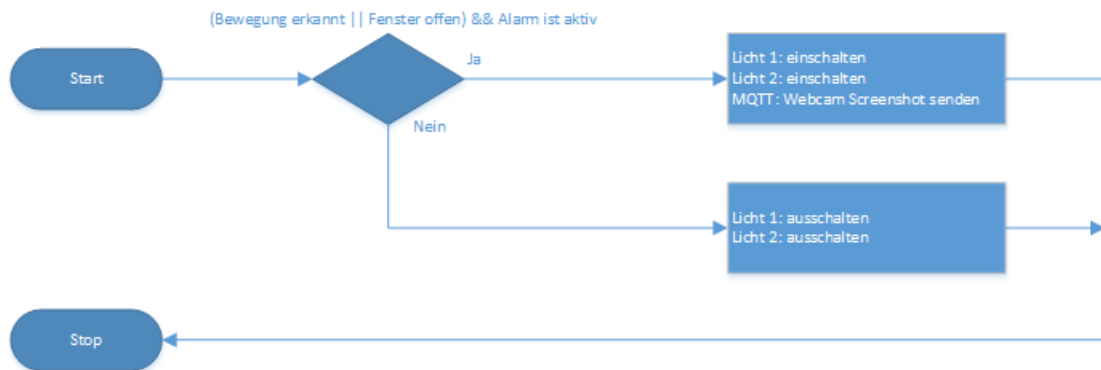 (Bewegung erkannt || Fenster offen) && Alarm ist aktiv
Start
Ja
Licht 1: einschalten
Licht 2: einschalten
MQTT: Webcam Screenshot senden
Nein
Licht 1: ausschalten
Licht 2: ausschalten
Stop